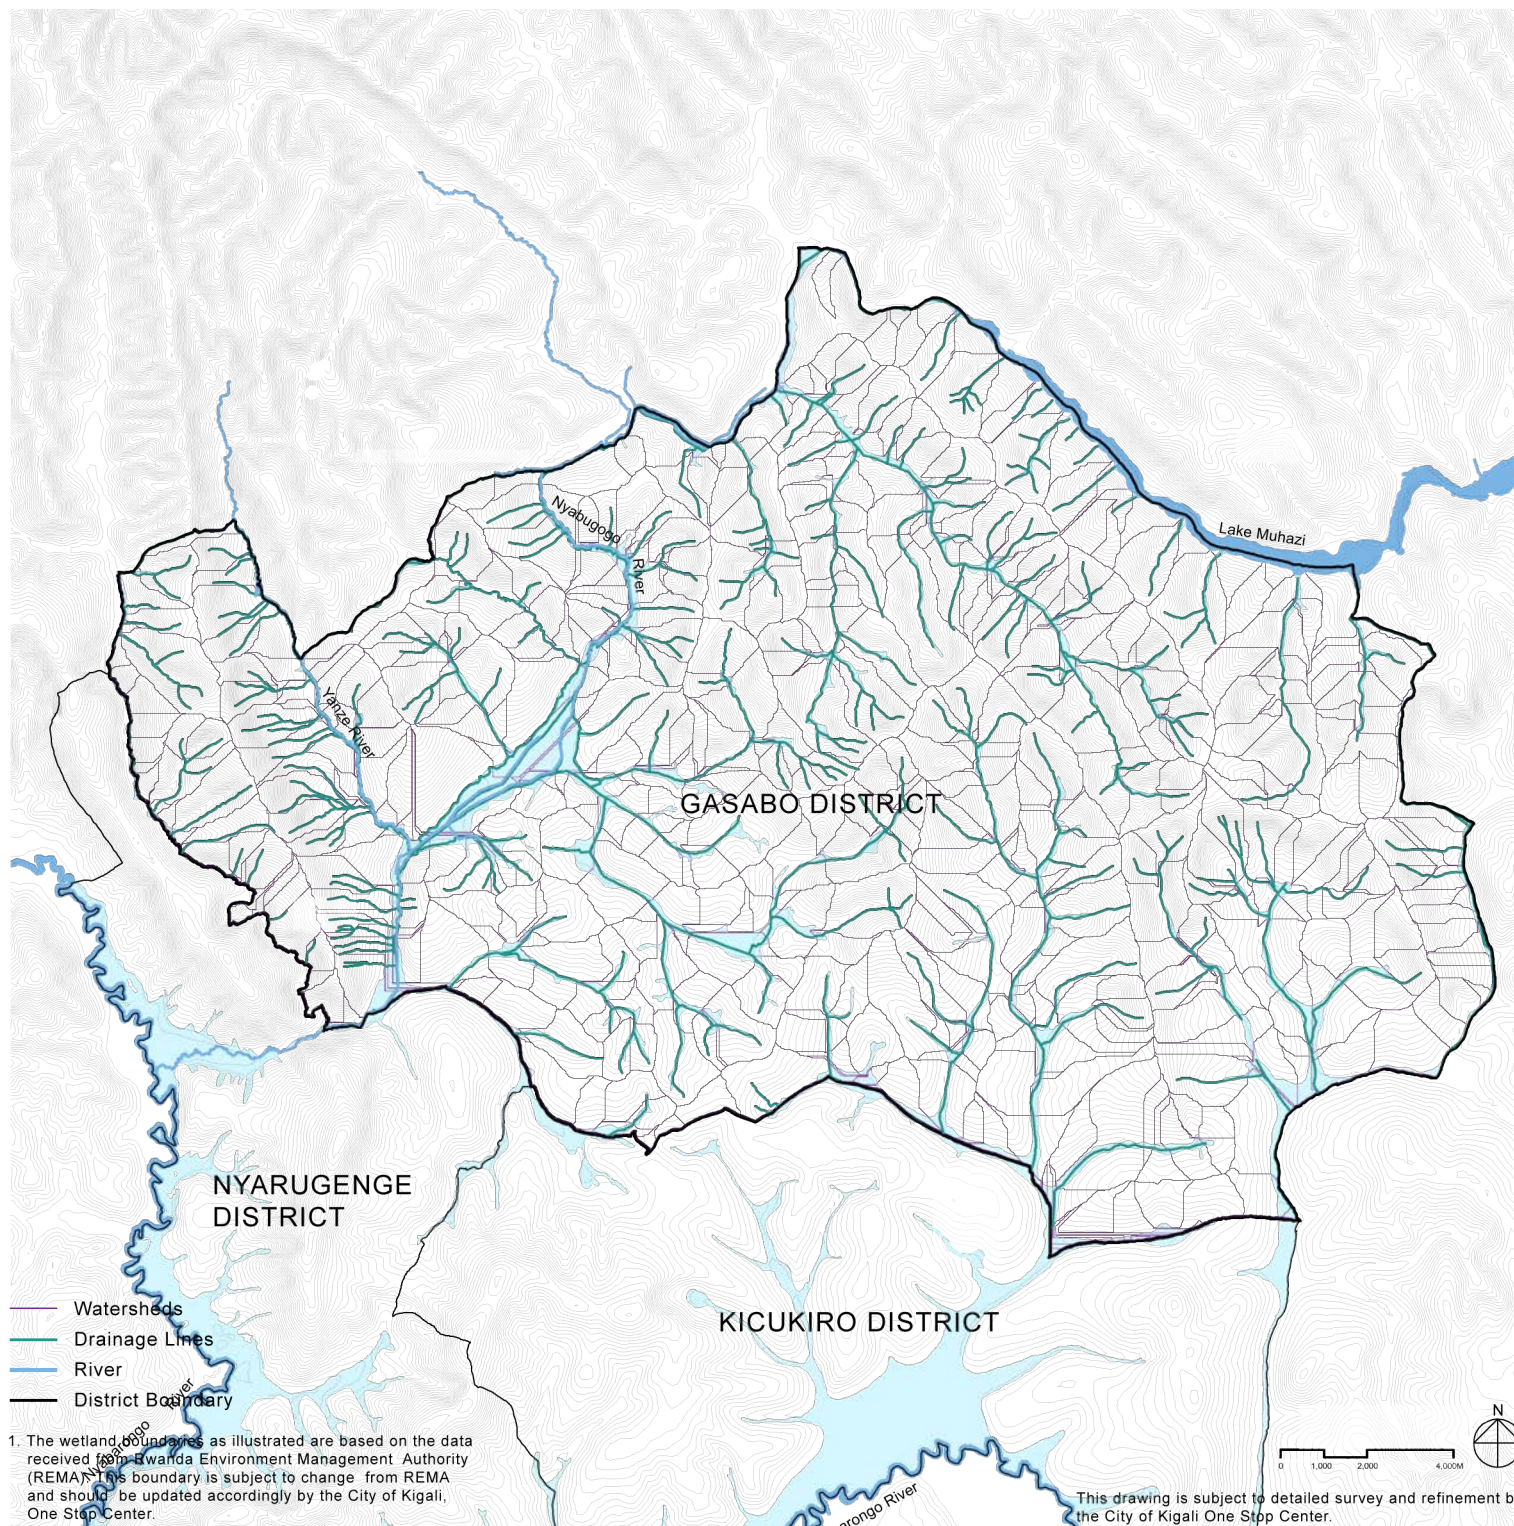 Lake Muhazi
Nyabugogo
River
Yanze River
GASABO DISTRICT
NYARUGENGE
DISTRICT
KICUKIRO DISTRICT
Watersheds
Drainage Lines
River
District Boundary
Nyabarongo River
1. The wetland boundaries as illustrated are based on the data
received from Rwanda Environment Management Authority
(REMA). This boundary is subject to change from REMA
and should be updated accordingly by the City of Kigali,
One Stop Center.
arongo River
N
0 1,000 2,000 4,000M
This drawing is subject to detailed survey and refinement b
the City of Kigali One Stop Center.